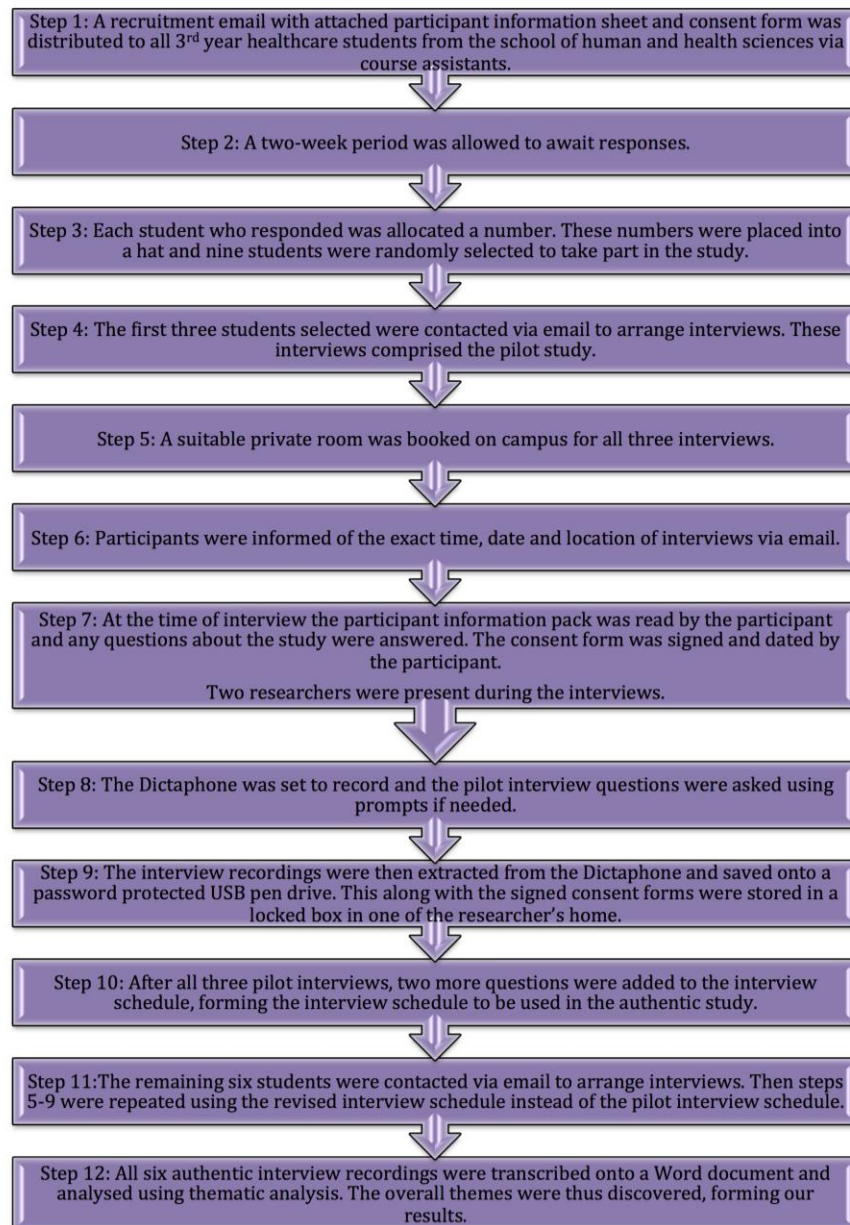 Step 1: A recruitment email with attached participant information sheet and consent form was
distributed to all 3rd year healthcare students from the school of human and health sciences via
course assistants.
Step 2: A two-week period was allowed to await responses.
Step 3: Each student who responded was allocated a number. These numbers were placed into
a hat and nine students were randomly selected to take part in the study.
Step 4: The first three students selected were contacted via email to arrange interviews. These
interviews comprised the pilot study.
Step 5: A suitable private room was booked on campus for all three interviews.
Step 6: Participants were informed of the exact time, date and location of interviews via email.
Step 7: At the time of interview the participant information pack was read by the participant
and any questions about the study were answered. The consent form was signed and dated by
the participant.
Two researchers were present during the interviews.
Step 8: The Dictaphone was set to record and the pilot interview questions were asked using
prompts if needed.
Step 9: The interview recordings were then extracted from the Dictaphone and saved onto a
password protected USB pen drive. This along with the signed consent forms were stored in a
locked box in one of the researcher's home.
Step 10: After all three pilot interviews, two more questions were added to the interview
schedule, forming the interview schedule to be used in the authentic study.
Step 11:The remaining six students were contacted via email to arrange interviews. Then steps
5-9 were repeated using the revised interview schedule instead of the pilot interview schedule.
Step 12: All six authentic interview recordings were transcribed onto a Word document and
analysed using thematic analysis. The overall themes were thus discovered, forming our
results.